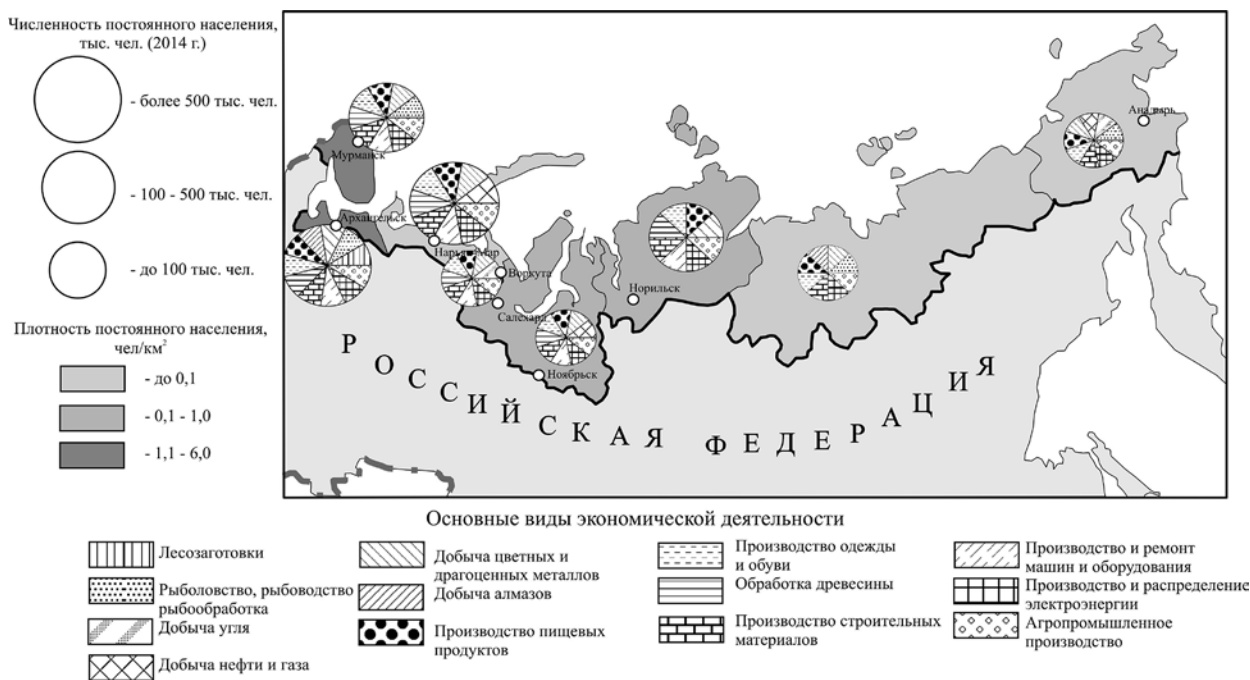 Численность постоянного населения,
тыс. чел. (2014 г.)
- более 500 тыс. чел.
- 100 - 500 тыс. чел.
- до 100 тыс. чел.
Плотность постоянного населения,
чел/км²
- до 0,1
- 0,1 - 1,0
- 1,1 - 6,0
Мурманск
Архангельск
Нарьян-Мар
Воркута
Салехард
Ноябрьск
Норильск
Анадырь
РОССИЙСКАЯ ФЕДЕРАЦИЯ
Основные виды экономической деятельности
Лесозаготовки
Рыболовство, рыбоводство
рыбообработка
Добыча угля
Добыча нефти и газа
Добыча цветных и
драгоценных металлов
Добыча алмазов
Производство пищевых
продуктов
Производство одежды
и обуви
Обработка древесины
Производство строительных
материалов
Производство и ремонт
машин и оборудования
Производство и распределение
электроэнергии
Агропромышленное
производство